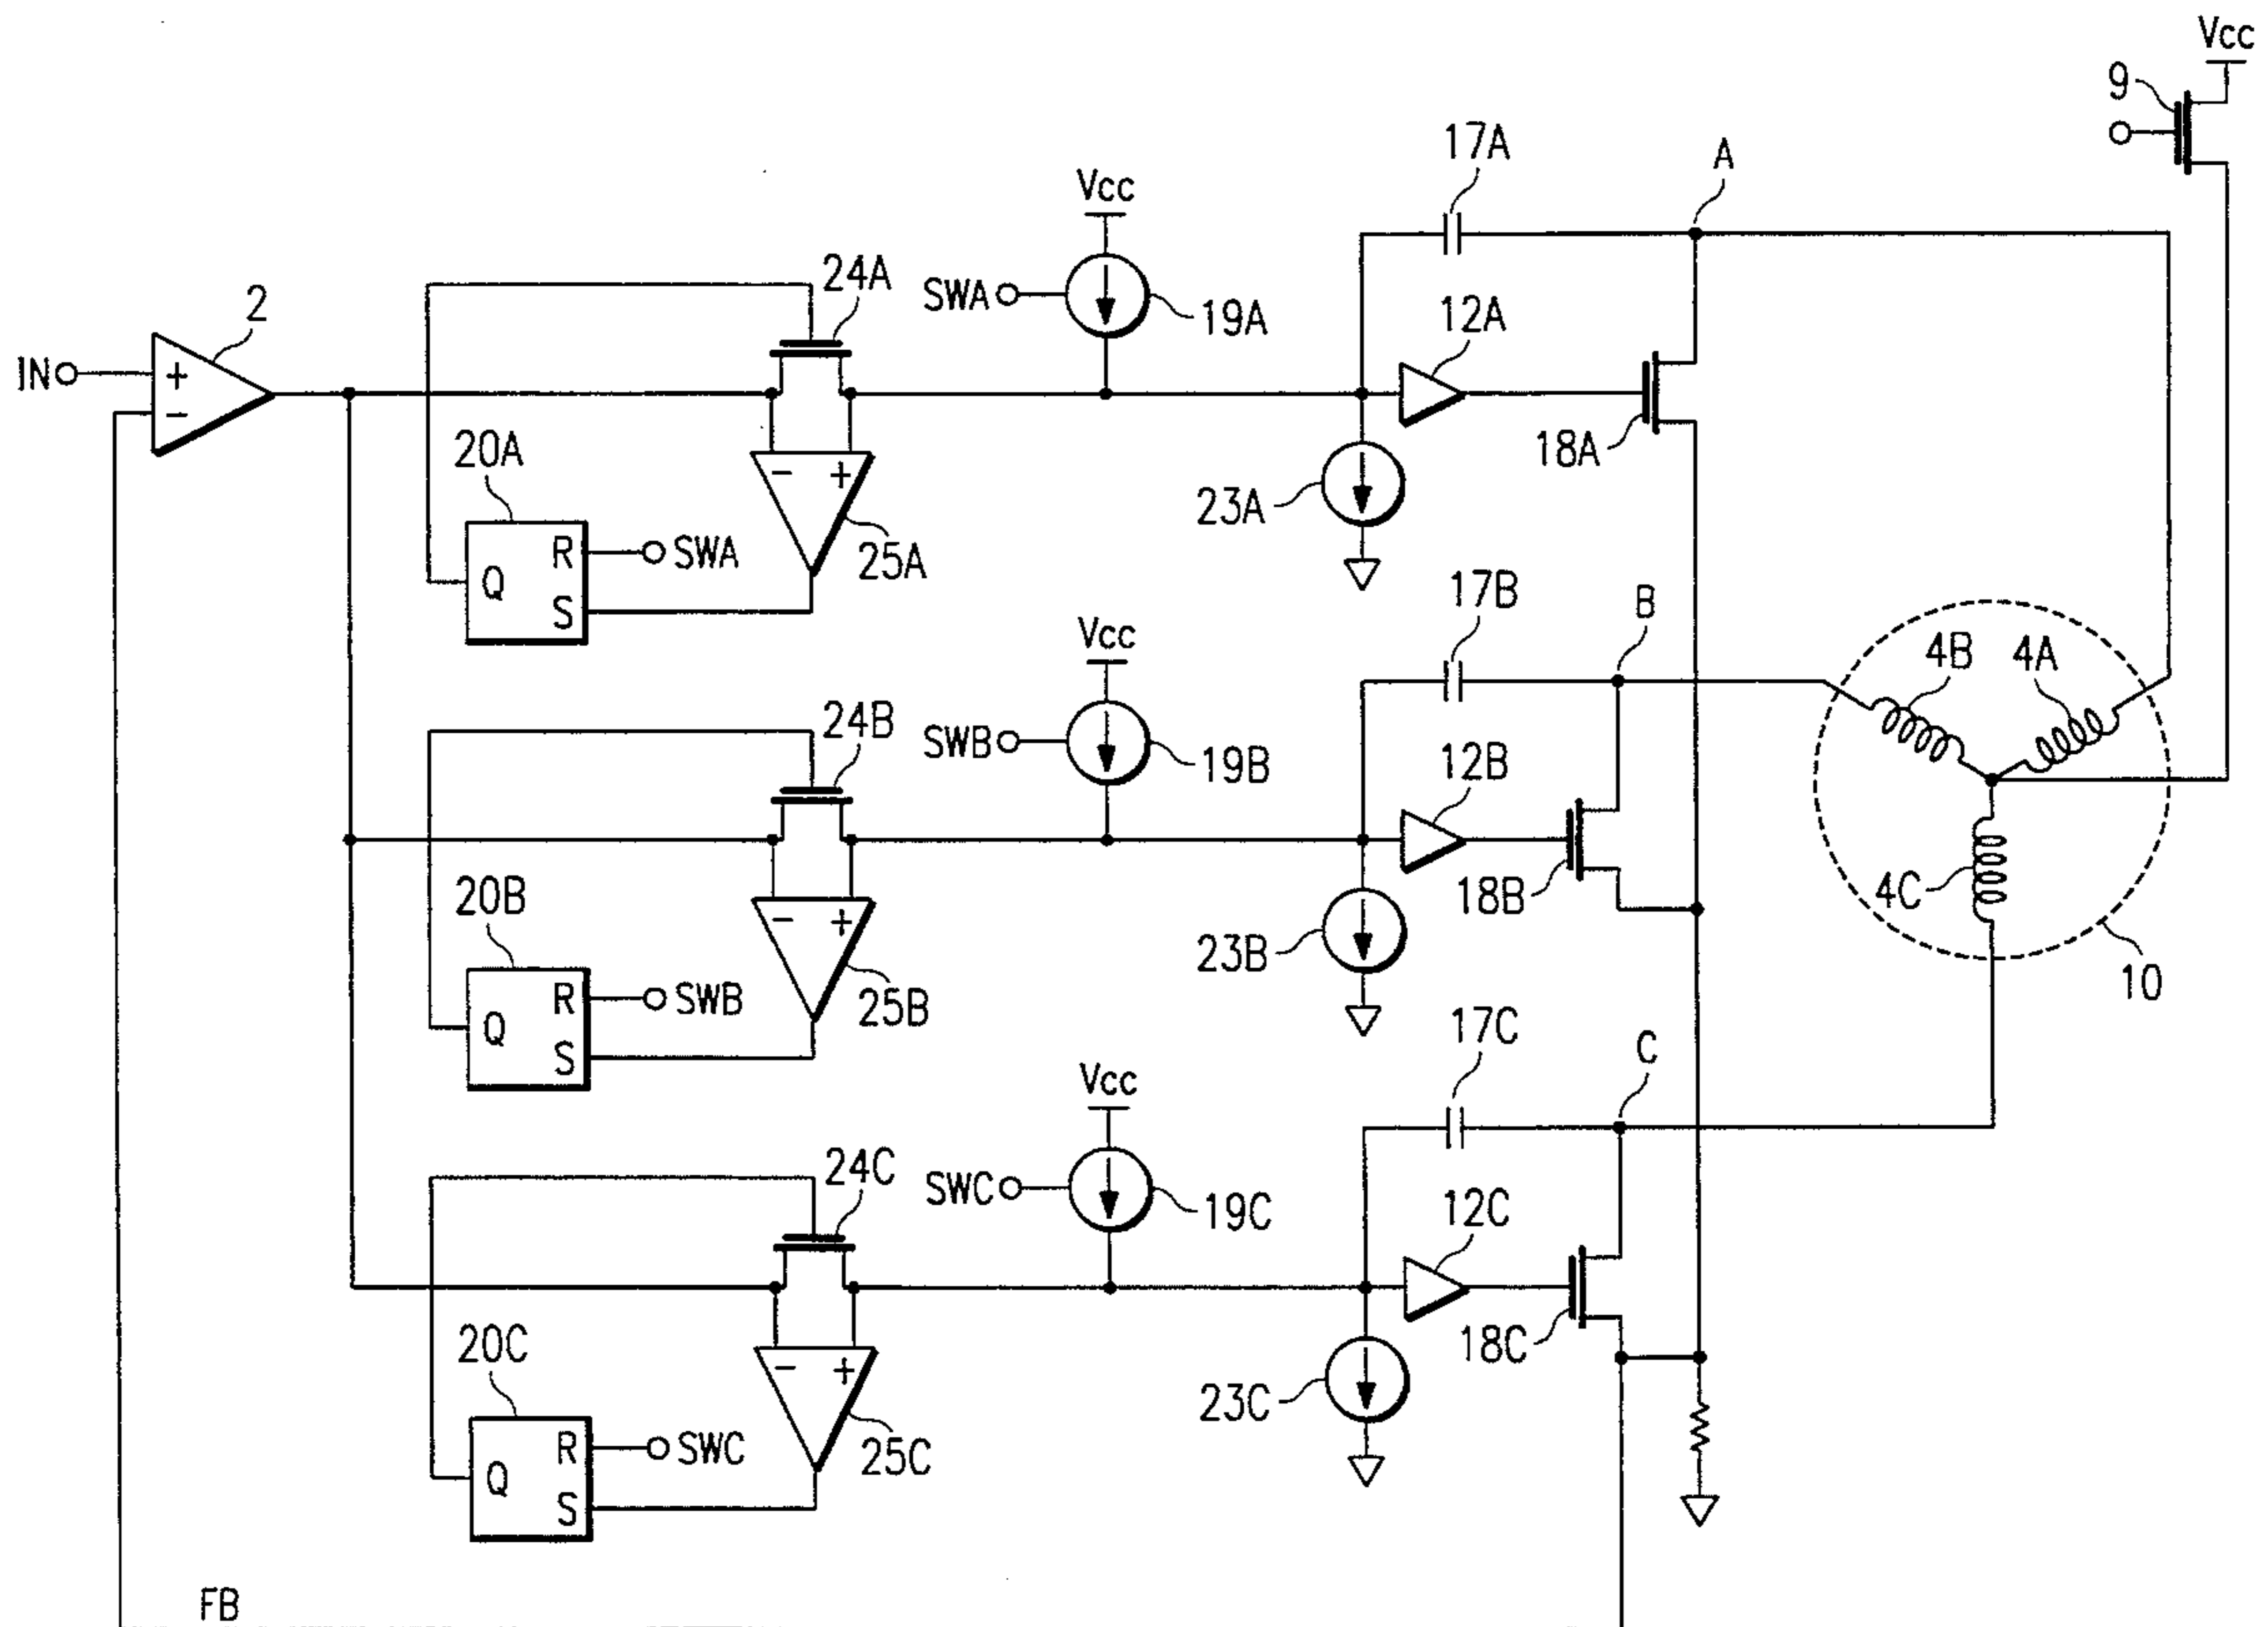 Vcc
9
17A
A
Vcc
24A
SWA
19A
12A
2
IN
+
−
20A
18A
− +
23A
R
SWA
25A
Q
S
17B
B
Vcc
4B 4A
24B
SWB
19B
12B
20B
18B
4C
− +
23B
R
SWB
25B
Q
S
10
17C
C
Vcc
24C
SWC
19C
12C
20C
18C
− +
23C
R
SWC
25C
Q
S
FB